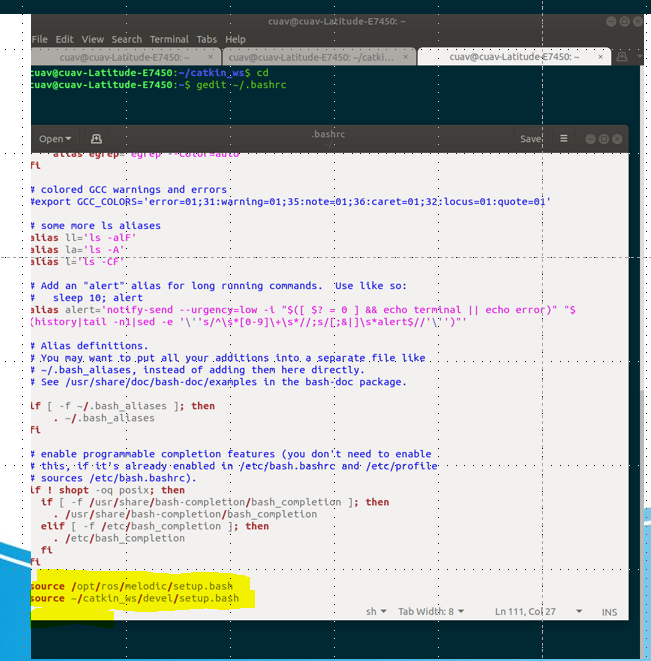 cuav@cuav-Latitude-E7450: ~
File Edit View Search Terminal Tabs Help
cuav@cuav-Latitude-E7450: ~ × cuav@cuav-Latitude-E7450: ~/catki... × cuav@cuav-Latitude-E7450: ~ ×
cuav@cuav-Latitude-E7450:~/catkin_ws$ cd
cuav@cuav-Latitude-E7450:~$ gedit ~/.bashrc
Open .bashrc Save
~/
alias egrep='egrep --color=auto'
fi
# colored GCC warnings and errors
#export GCC_COLORS='error=01;31:warning=01;35:note=01;36:caret=01;32:locus=01:quote=01'
# some more ls aliases
alias ll='ls -alF'
alias la='ls -A'
alias l='ls -CF'
# Add an "alert" alias for long running commands.  Use like so:
#   sleep 10; alert
alias alert='notify-send --urgency=low -i "$([ $? = 0 ] && echo terminal || echo error)" "$
(history|tail -n1|sed -e '\''s/^\s*[0-9]\+\s*//;s/[;&|]\s*alert$//'\'')"'
# Alias definitions.
# You may want to put all your additions into a separate file like
# ~/.bash_aliases, instead of adding them here directly.
# See /usr/share/doc/bash-doc/examples in the bash-doc package.
if [ -f ~/.bash_aliases ]; then
. ~/.bash_aliases
fi
# enable programmable completion features (you don't need to enable
# this, if it's already enabled in /etc/bash.bashrc and /etc/profile
# sources /etc/bash.bashrc).
if ! shopt -oq posix; then
if [ -f /usr/share/bash-completion/bash_completion ]; then
. /usr/share/bash-completion/bash_completion
elif [ -f /etc/bash_completion ]; then
. /etc/bash_completion
fi
fi
source /opt/ros/melodic/setup.bash
source ~/catkin_ws/devel/setup.bash
sh Tab Width: 8 Ln 111, Col 27 INS